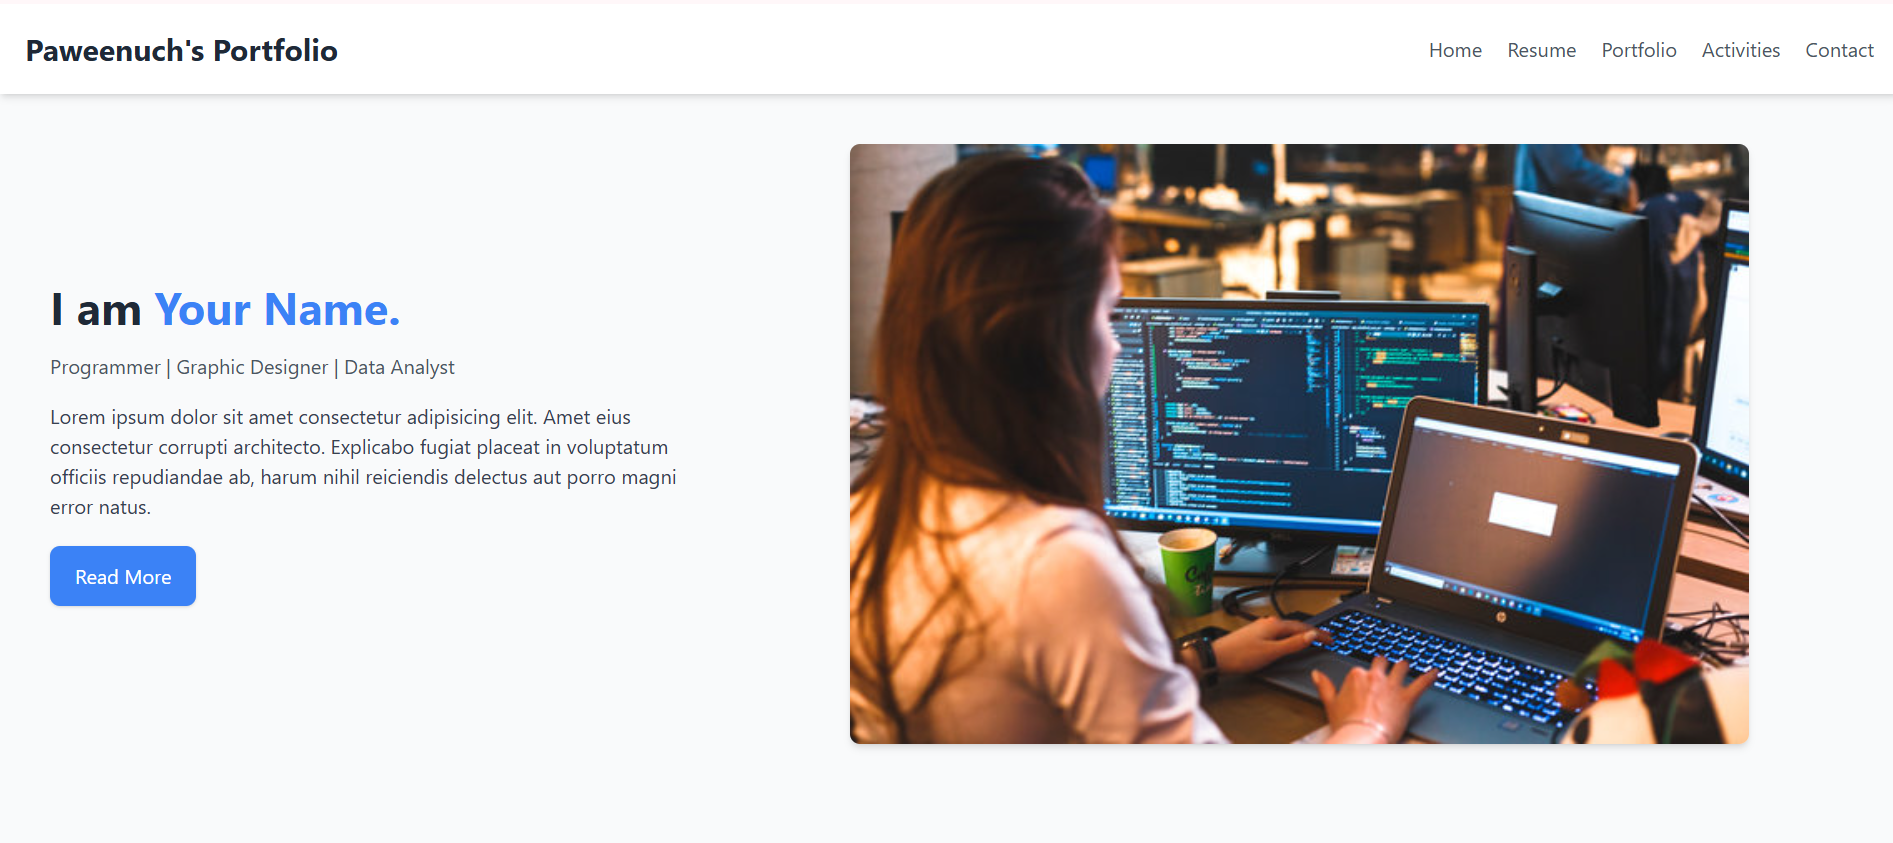 Paweenuch's Portfolio
Home Resume Portfolio Activities Contact
I am Your Name.
Programmer | Graphic Designer | Data Analyst
Lorem ipsum dolor sit amet consectetur adipisicing elit. Amet eius
consectetur corrupti architecto. Explicabo fugiat placeat in voluptatum
officiis repudiandae ab, harum nihil reiciendis delectus aut porro magni
error natus.
Read More